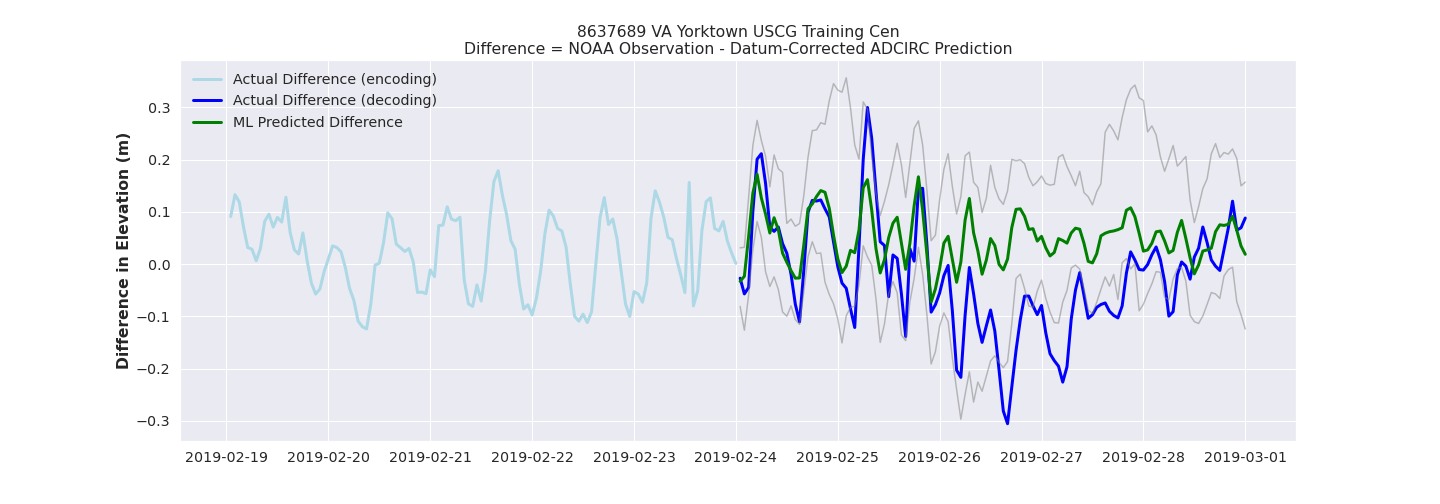 8637689 VA Yorktown USCG Training Cen
Difference = NOAA Observation - Datum-Corrected ADCIRC Prediction
Actual Difference (encoding)
Actual Difference (decoding)
ML Predicted Difference
Difference in Elevation (m)
0.3
0.2
0.1
0.0
−0.1
−0.2
−0.3
2019-02-19 2019-02-20 2019-02-21 2019-02-22 2019-02-23 2019-02-24 2019-02-25 2019-02-26 2019-02-27 2019-02-28 2019-03-01